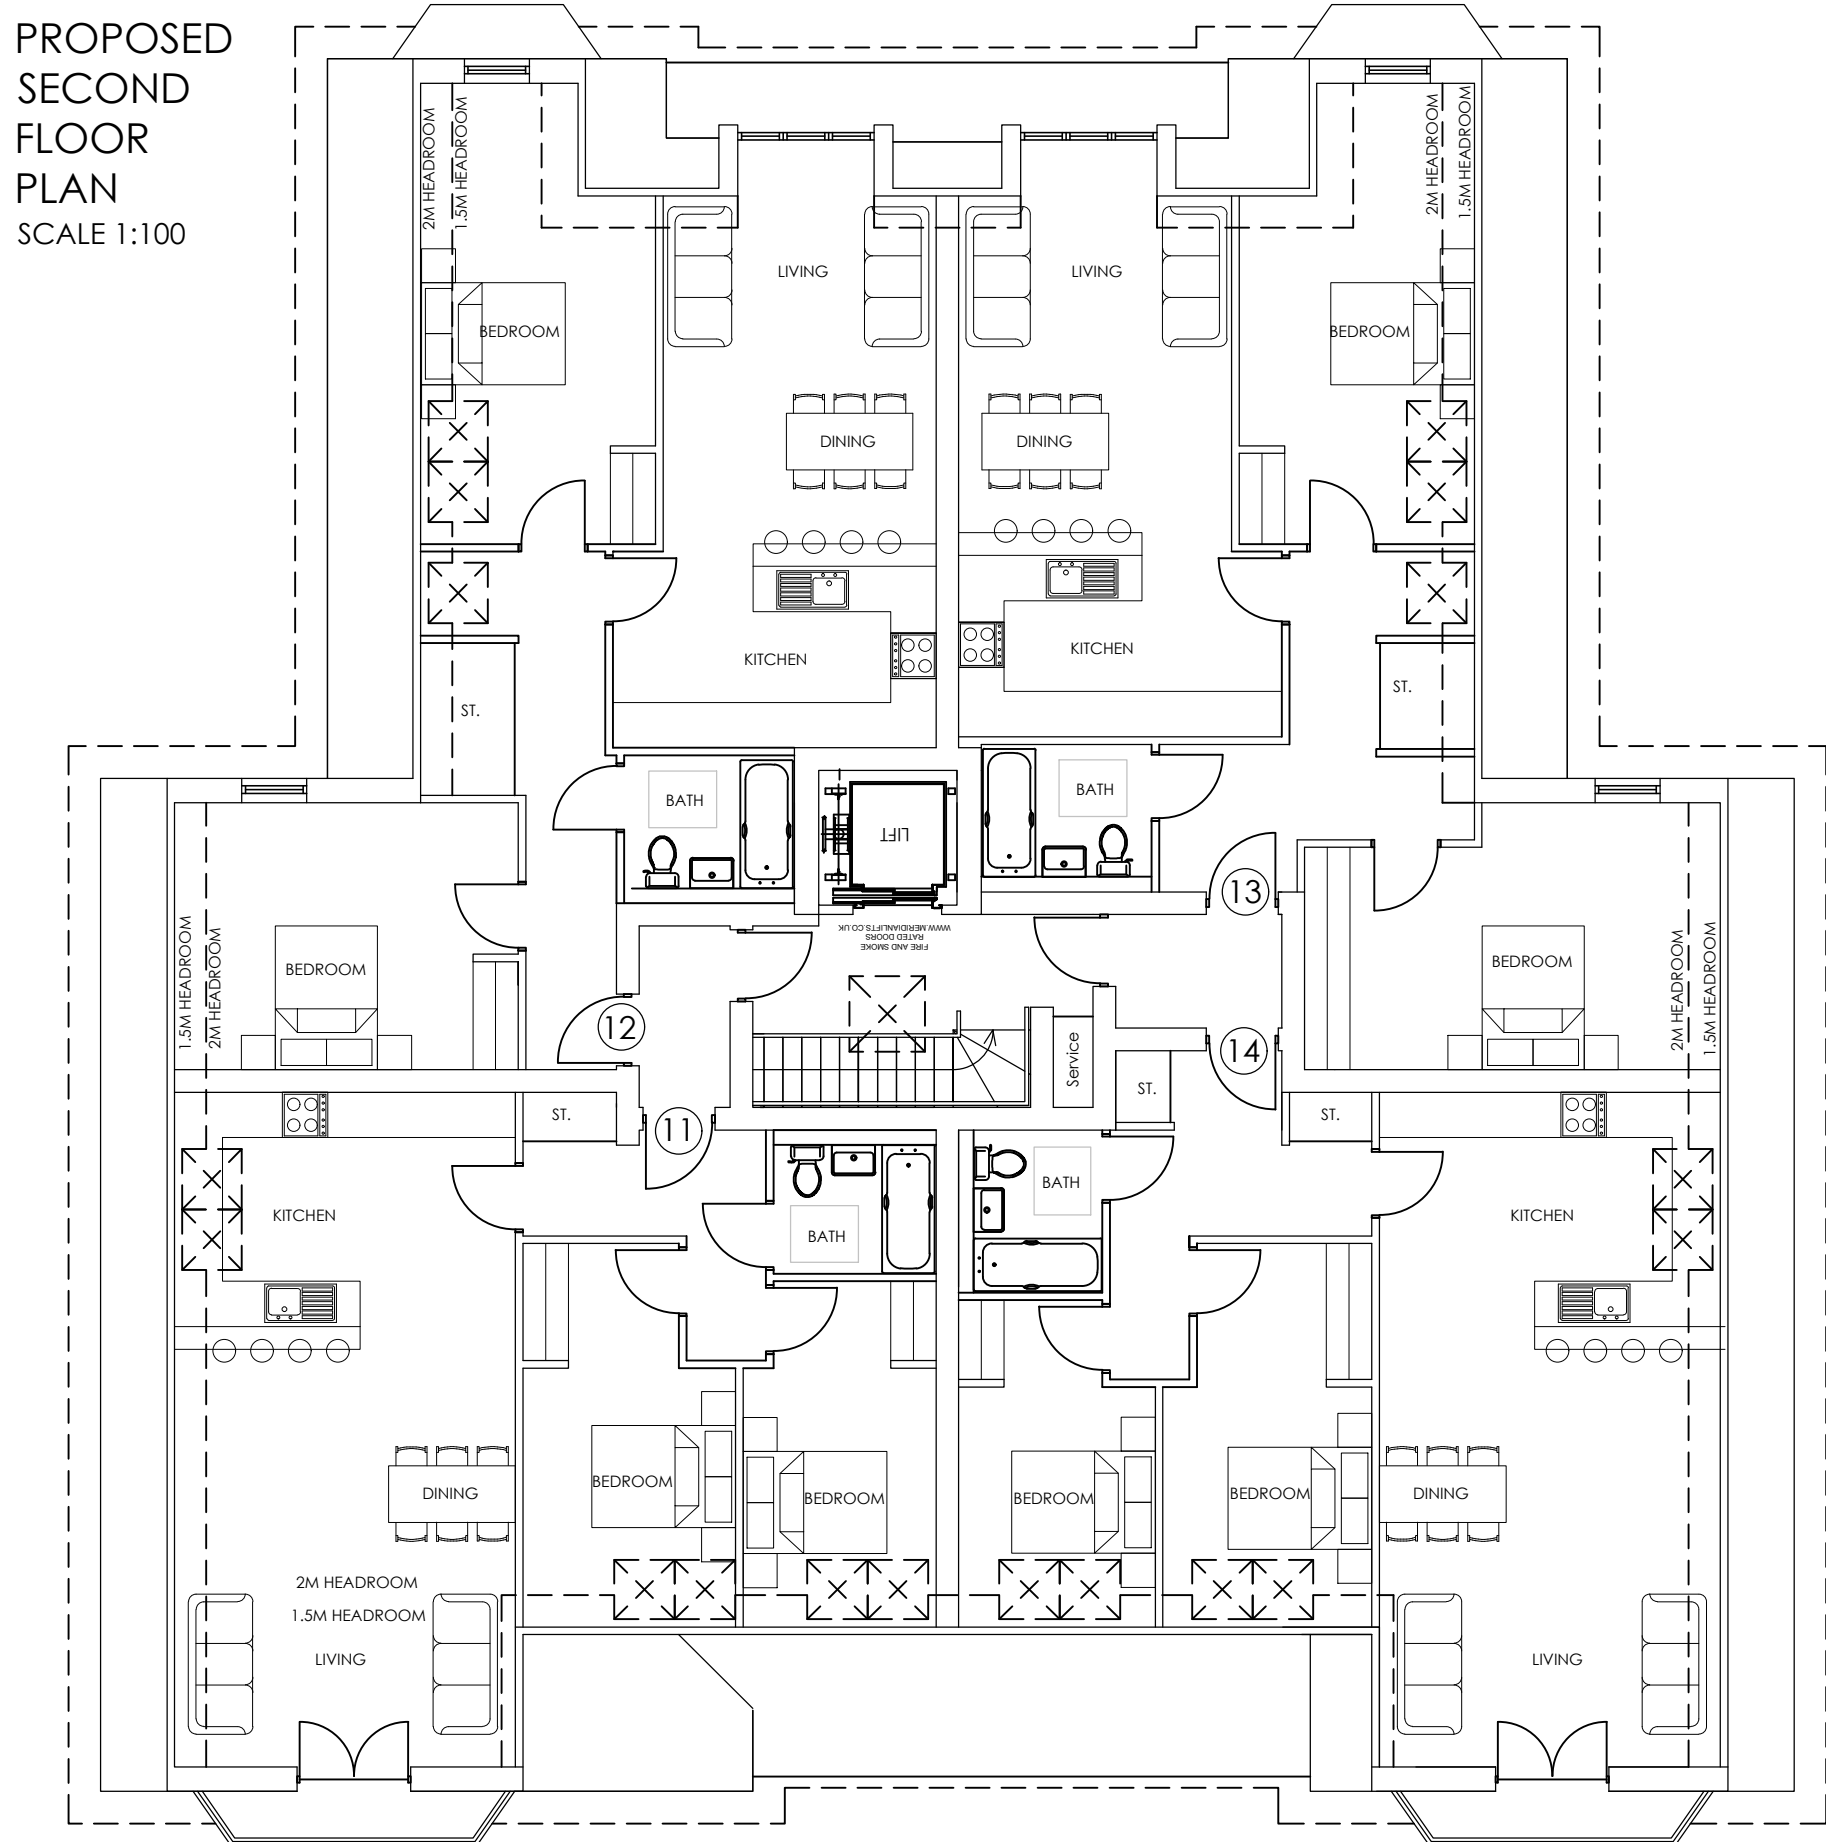 PROPOSED
SECOND
FLOOR
PLAN
SCALE 1:100
2M HEADROOM
1.5M HEADROOM
2M HEADROOM
1.5M HEADROOM
LIVING
LIVING
BEDROOM
BEDROOM
DINING
DINING
KITCHEN
KITCHEN
ST.
ST.
BATH
LIFT
BATH
13
FIRE AND SMOKE
RATED DOORS
WWW.MERIDIANLIFTS.CO.UK
1.5M HEADROOM
2M HEADROOM
BEDROOM
BEDROOM
2M HEADROOM
1.5M HEADROOM
12
14
Service
ST.
ST.
ST.
11
BATH
BATH
KITCHEN
KITCHEN
BEDROOM
BEDROOM
BEDROOM
BEDROOM
DINING
DINING
2M HEADROOM
1.5M HEADROOM
LIVING
LIVING